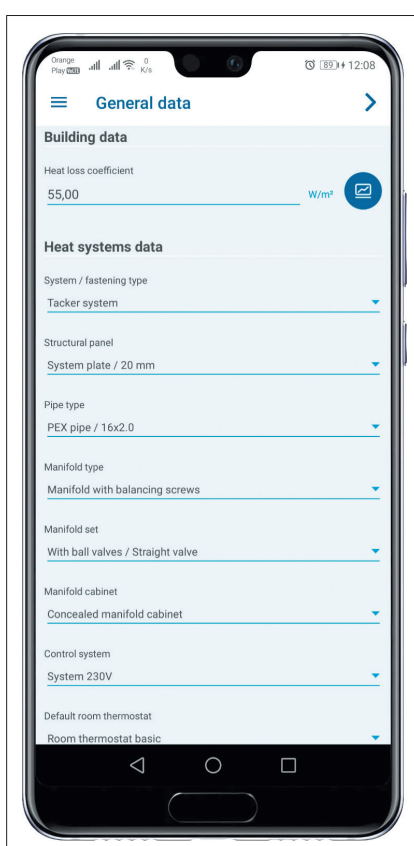 Orange
Play VoLTE
0
K/s
89
12:08
General data
Building data
Heat loss coefficient
55,00
W/m²
Heat systems data
System / fastening type
Tacker system
Structural panel
System plate / 20 mm
Pipe type
PEX pipe / 16x2.0
Manifold type
Manifold with balancing screws
Manifold set
With ball valves / Straight valve
Manifold cabinet
Concealed manifold cabinet
Control system
System 230V
Default room thermostat
Room thermostat basic